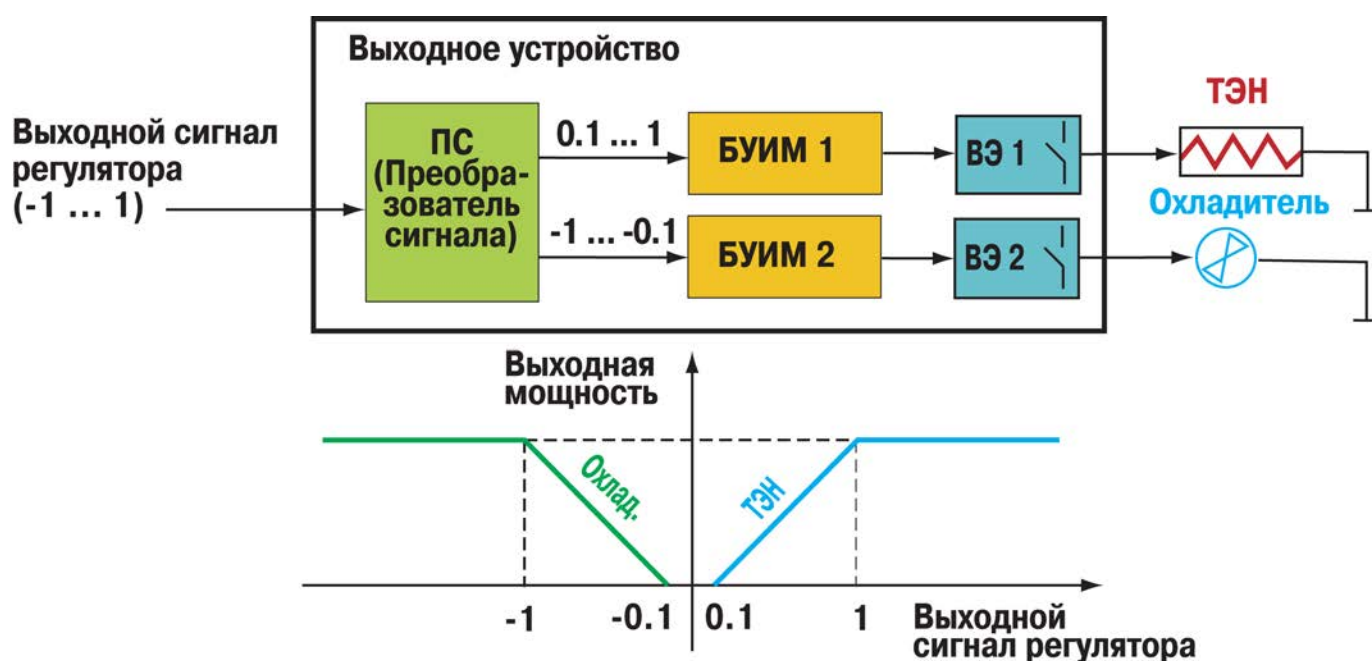 Выходное устройство
Выходной сигнал
регулятора
(-1 ... 1)
ПС
(Преобра-
зователь
сигнала)
0.1 ... 1
-1 ... -0.1
БУИМ 1
БУИМ 2
ВЭ 1
ВЭ 2
ТЭН
Охладитель
Выходная
мощность
Охлад.
ТЭН
-1
-0.1
0.1
1
Выходной
сигнал регулятора